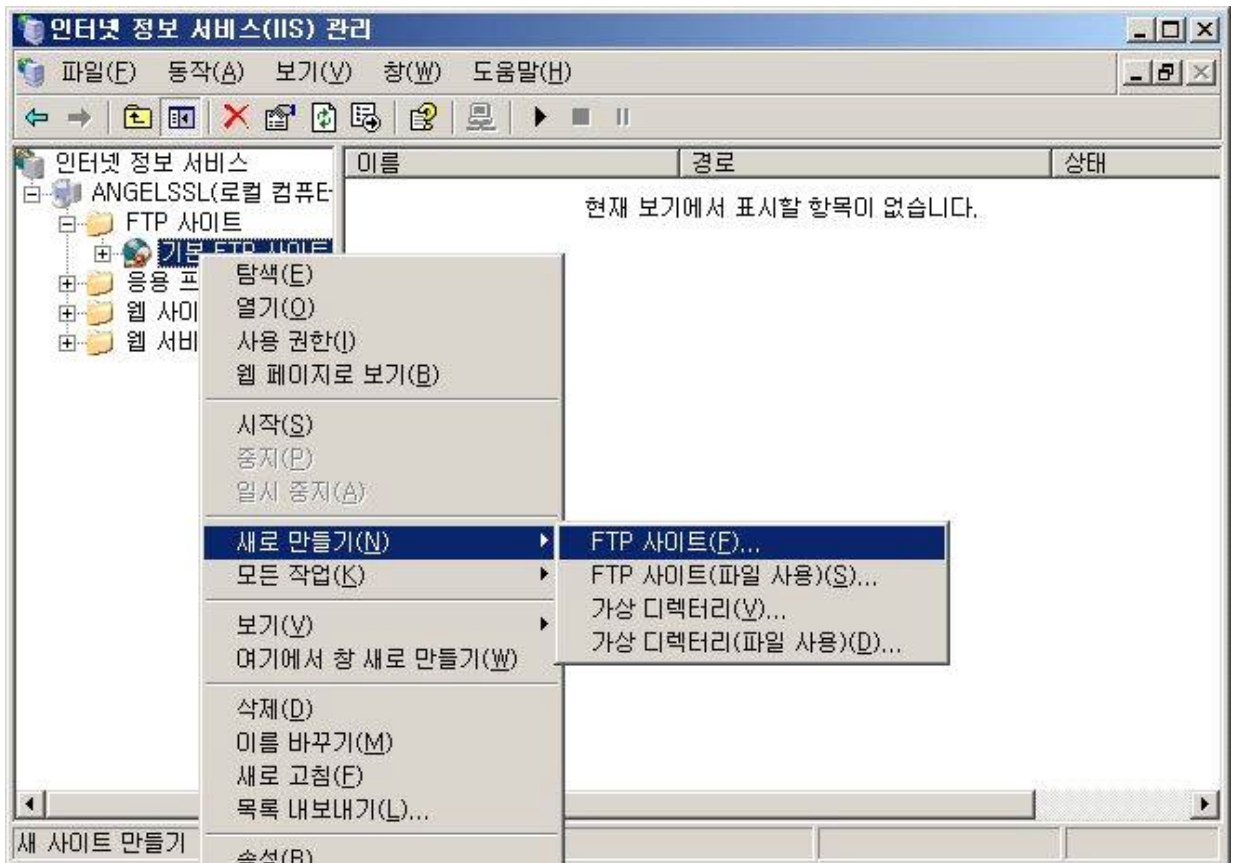 인터넷 정보 서비스(IIS) 관리
파일(F) 동작(A) 보기(V) 창(W) 도움말(H)
인터넷 정보 서비스
이름 경로 상태
ANGELSSL(로컬 컴퓨터
현재 보기에서 표시할 항목이 없습니다.
FTP 사이트
기본 FTP 사이트
응용 프
웹 사이
웹 서비
탐색(E)
열기(O)
사용 권한(I)
웹 페이지로 보기(B)
시작(S)
중지(P)
일시 중지(A)
새로 만들기(N)
모든 작업(K)
보기(V)
여기에서 창 새로 만들기(W)
삭제(D)
이름 바꾸기(M)
새로 고침(F)
목록 내보내기(L)...
속성(R)
FTP 사이트(F)...
FTP 사이트(파일 사용)(S)...
가상 디렉터리(V)...
가상 디렉터리(파일 사용)(D)...
새 사이트 만들기